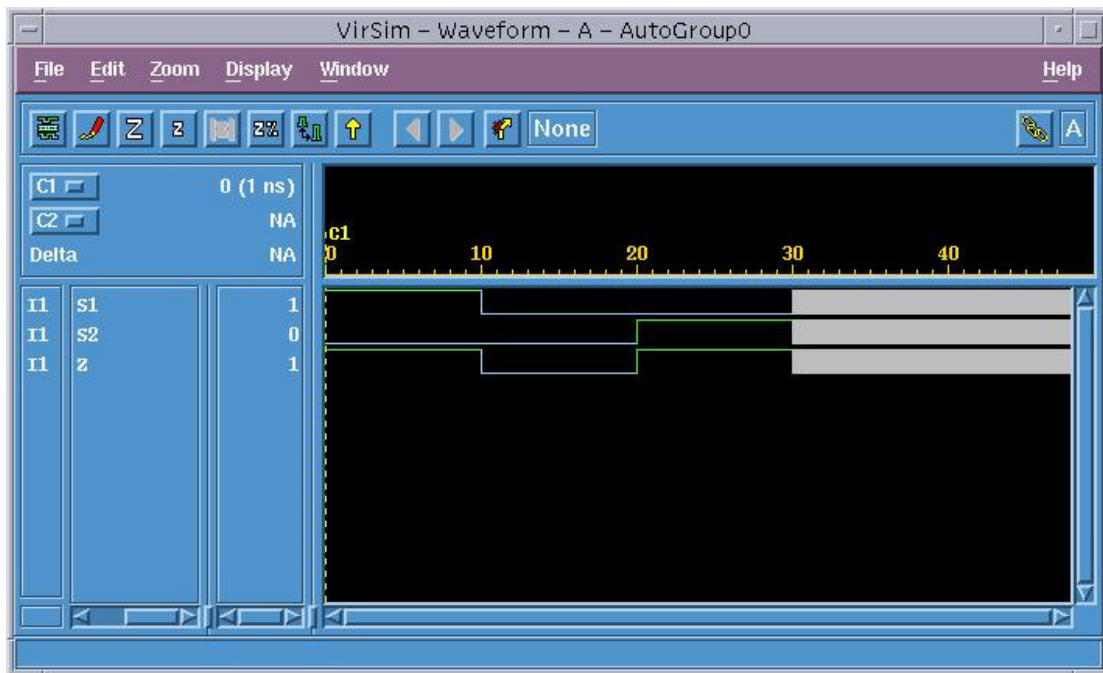 VirSim – Waveform – A – AutoGroup0
File Edit Zoom Display Window Help
Z z z% None A
C1 0 (1 ns)
C2 NA
Delta NA
C1
0 10 20 30 40
I1 S1 1
I1 S2 0
I1 Z 1